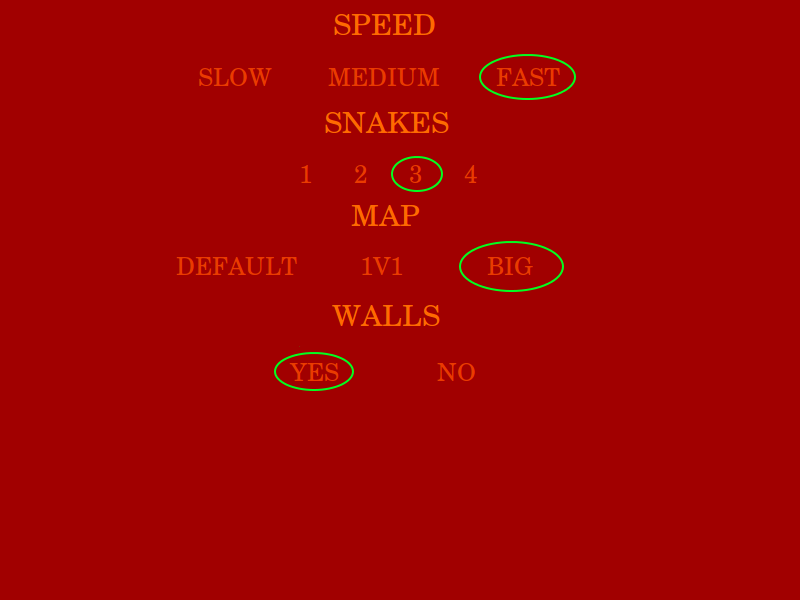 SPEED
SLOW MEDIUM FAST
SNAKES
1 2 3 4
MAP
DEFAULT 1V1 BIG
WALLS
YES NO